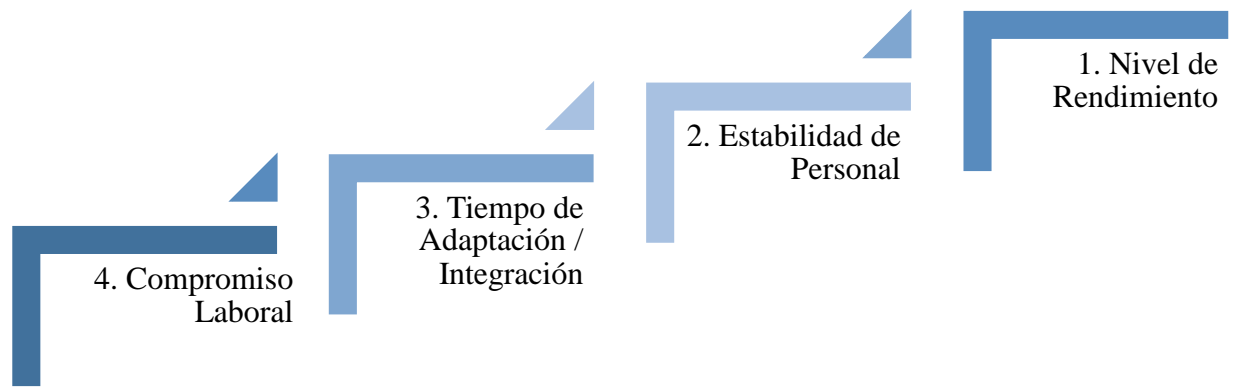 1. Nivel de
Rendimiento
2. Estabilidad de
Personal
3. Tiempo de
Adaptación /
Integración
4. Compromiso
Laboral